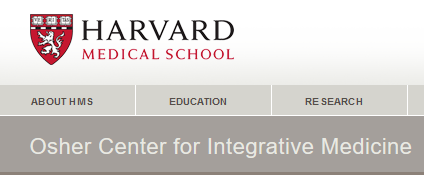 HARVARD
MEDICAL SCHOOL
ABOUT HMS EDUCATION RESEARCH
Osher Center for Integrative Medicine